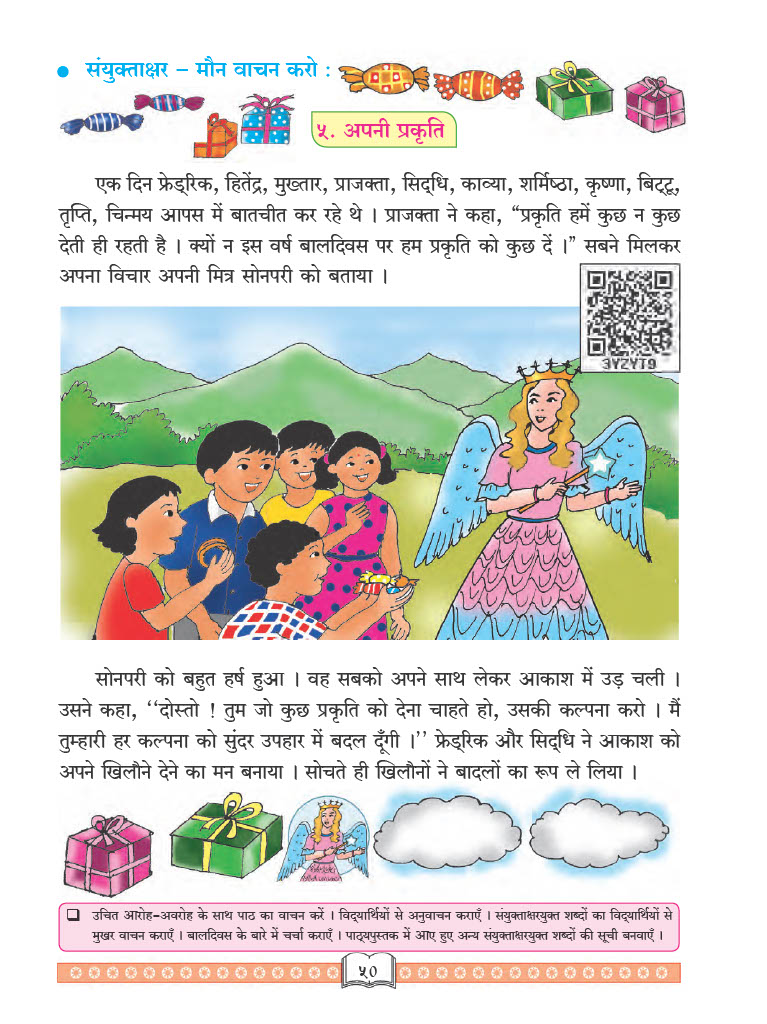 ● संयुक्ताक्षर – मौन वाचन करो :
५. अपनी प्रकृति
एक दिन फ्रेड्रिक, हितेंद्र, मुख्तार, प्राजक्ता, सिद्‌धि, काव्या, शर्मिष्ठा, कृष्णा, बिट्टू,
तृप्ति, चिन्मय आपस में बातचीत कर रहे थे । प्राजक्ता ने कहा, “प्रकृति हमें कुछ न कुछ
देती ही रहती है । क्यों न इस वर्ष बालदिवस पर हम प्रकृति को कुछ दें ।” सबने मिलकर
अपना विचार अपनी मित्र सोनपरी को बताया ।
3YZYT9
सोनपरी को बहुत हर्ष हुआ । वह सबको अपने साथ लेकर आकाश में उड़ चली ।
उसने कहा, ‘‘दोस्तो ! तुम जो कुछ प्रकृति को देना चाहते हो, उसकी कल्पना करो । मैं
तुम्हारी हर कल्पना को सुंदर उपहार में बदल दूँगी ।’’ फ्रेड्रिक और सिद्‌धि ने आकाश को
अपने खिलौने देने का मन बनाया । सोचते ही खिलौनों ने बादलों का रूप ले लिया ।
❑ उचित आरोह-अवरोह के साथ पाठ का वाचन करें । विद्‌यार्थियों से अनुवाचन कराएँ । संयुक्ताक्षरयुक्त शब्दों का विद्‌यार्थियों से
मुखर वाचन कराएँ । बालदिवस के बारे में चर्चा कराएँ । पाठ्यपुस्तक में आए हुए अन्य संयुक्ताक्षरयुक्त शब्दों की सूची बनवाएँ ।
५०